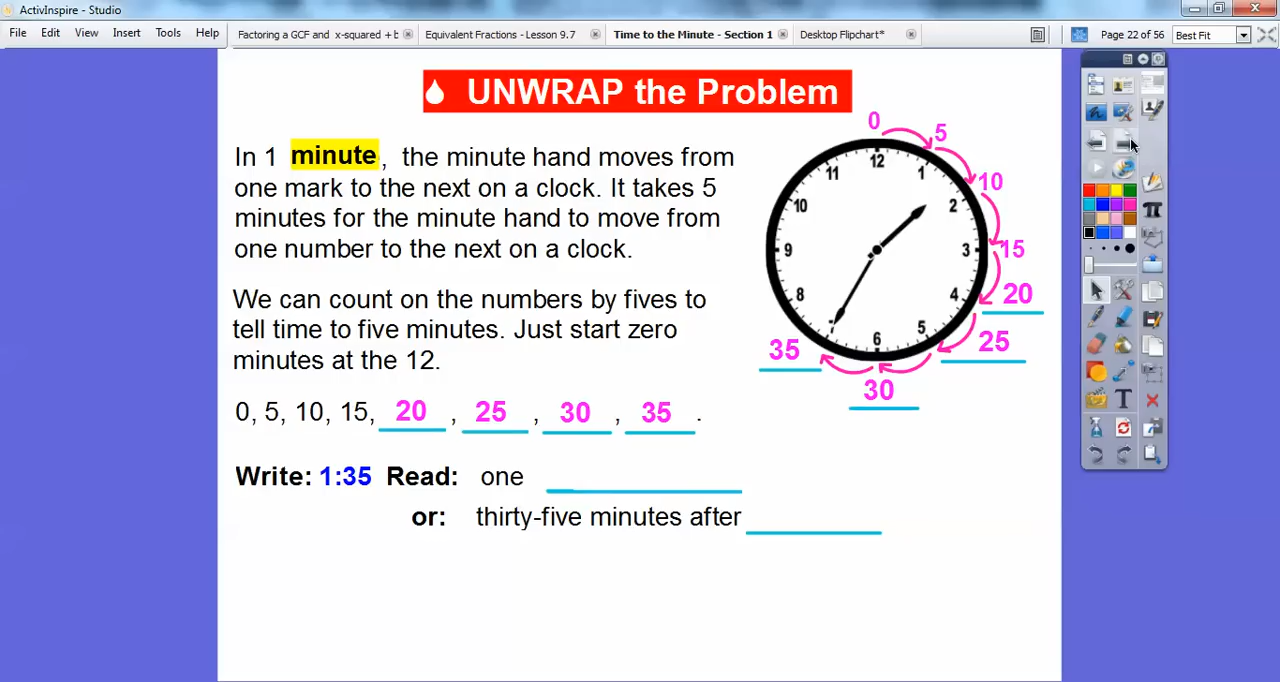 ActivInspire - Studio
File Edit View Insert Tools Help
Factoring a GCF and x-squared + b
Equivalent Fractions - Lesson 9.7
Time to the Minute - Section 1
Desktop Flipchart*
Page 22 of 56
Best Fit
UNWRAP the Problem
In 1 minute, the minute hand moves from
one mark to the next on a clock. It takes 5
minutes for the minute hand to move from
one number to the next on a clock.
We can count on the numbers by fives to
tell time to five minutes. Just start zero
minutes at the 12.
0, 5, 10, 15, 20, 25, 30, 35.
Write: 1:35 Read: one
or: thirty-five minutes after
0
5
10
15
20
25
30
35
12
1
2
3
4
5
6
8
9
10
11